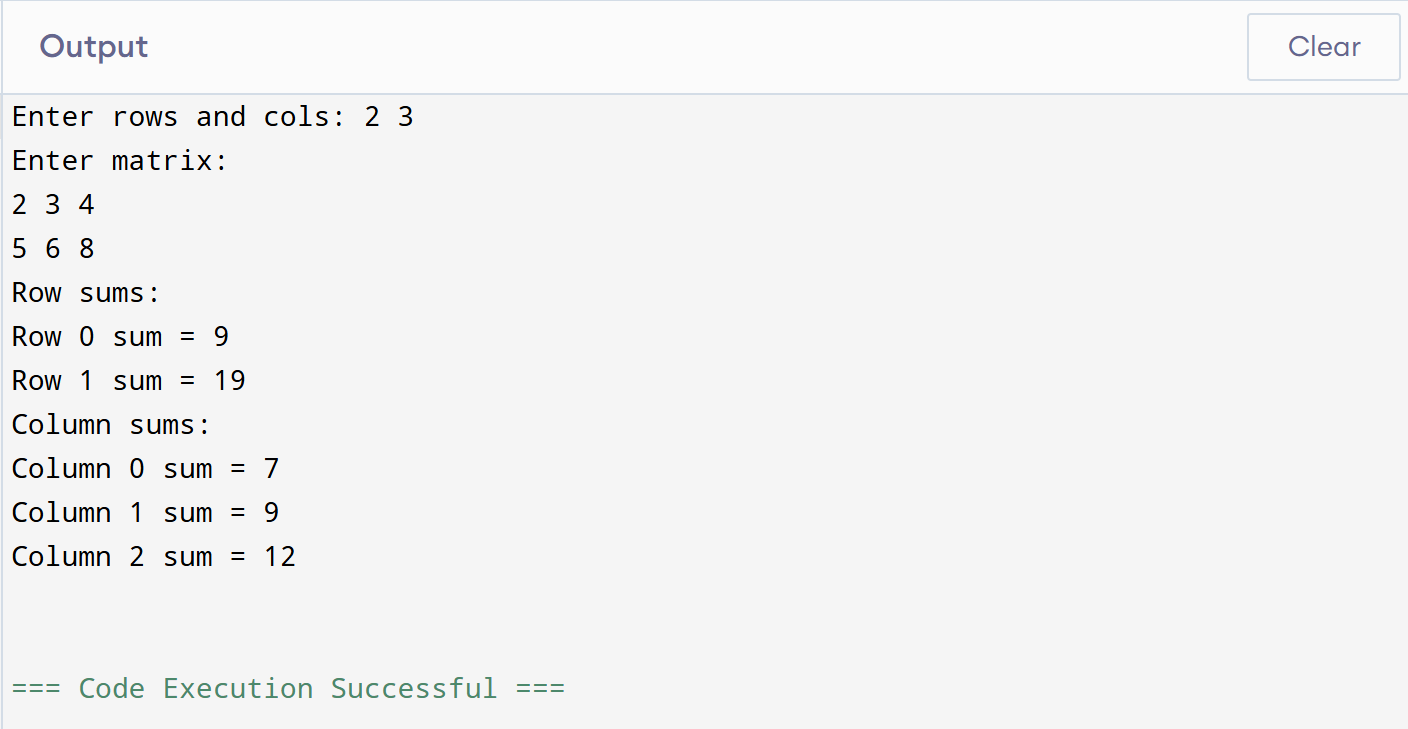 Output
Clear
Enter rows and cols: 2 3
Enter matrix:
2 3 4
5 6 8
Row sums:
Row 0 sum = 9
Row 1 sum = 19
Column sums:
Column 0 sum = 7
Column 1 sum = 9
Column 2 sum = 12
=== Code Execution Successful ===